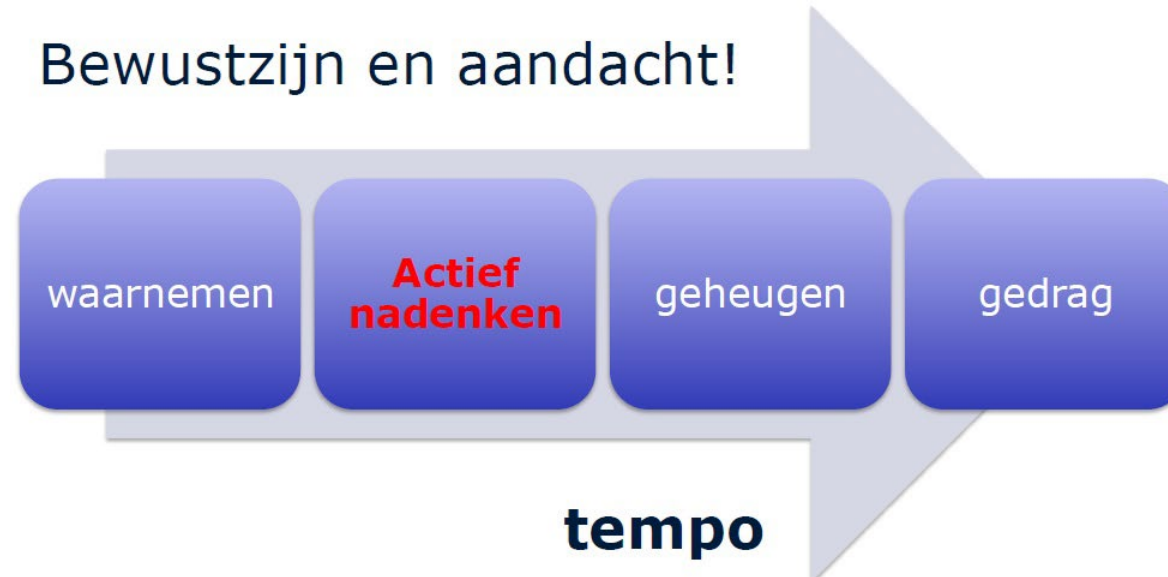 Bewustzijn en aandacht!
waarnemen
Actief
nadenken
geheugen
gedrag
tempo